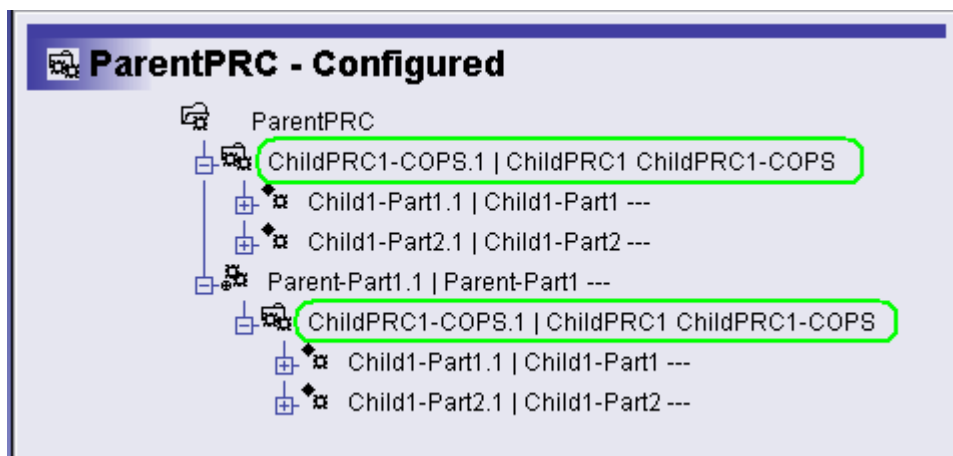 ParentPRC - Configured
ParentPRC
ChildPRC1-COPS.1 | ChildPRC1 ChildPRC1-COPS
Child1-Part1.1 | Child1-Part1 ---
Child1-Part2.1 | Child1-Part2 ---
Parent-Part1.1 | Parent-Part1 ---
ChildPRC1-COPS.1 | ChildPRC1 ChildPRC1-COPS
Child1-Part1.1 | Child1-Part1 ---
Child1-Part2.1 | Child1-Part2 ---